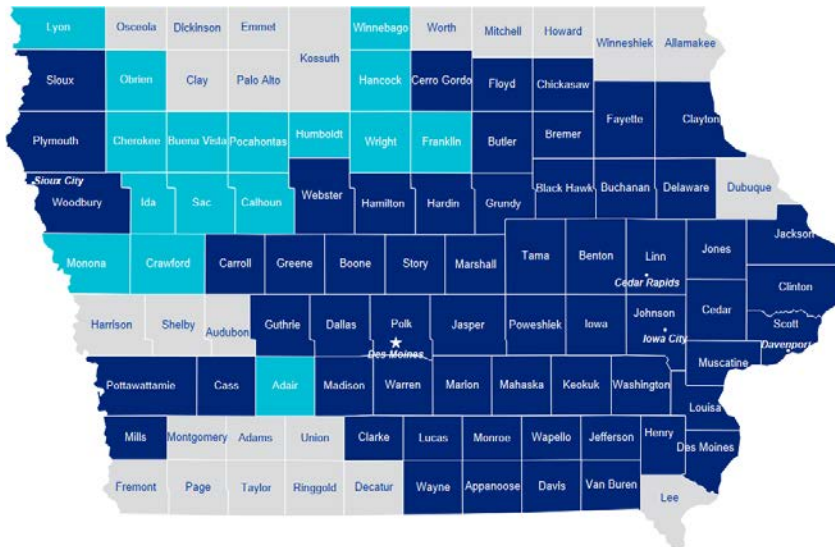 Lyon Osceola Dickinson Emmet Winnebago Worth Mitchell Howard Winneshiek Allamakee
Kossuth
Sioux Obrien Clay Palo Alto Hancock Cerro Gordo Floyd Chickasaw
Fayette Clayton
Plymouth Cherokee Buena Vista Pocahontas Humboldt Wright Franklin Butler Bremer
Sioux City
Woodbury Ida Sac Calhoun Webster Hamilton Hardin Grundy Black Hawk Buchanan Delaware Dubuque
Monona Crawford Carroll Greene Boone Story Marshall Tama Benton Linn Jones Jackson
Cedar Rapids
Clinton
Harrison Shelby Audubon Guthrie Dallas Polk Jasper Poweshiek Iowa Johnson Cedar Scott
Des Moines Iowa City Davenport
Muscatine
Pottawattamie Cass Adair Madison Warren Marion Mahaska Keokuk Washington Louisa
Mills Montgomery Adams Union Clarke Lucas Monroe Wapello Jefferson Henry Des Moines
Fremont Page Taylor Ringgold Decatur Wayne Appanoose Davis Van Buren Lee